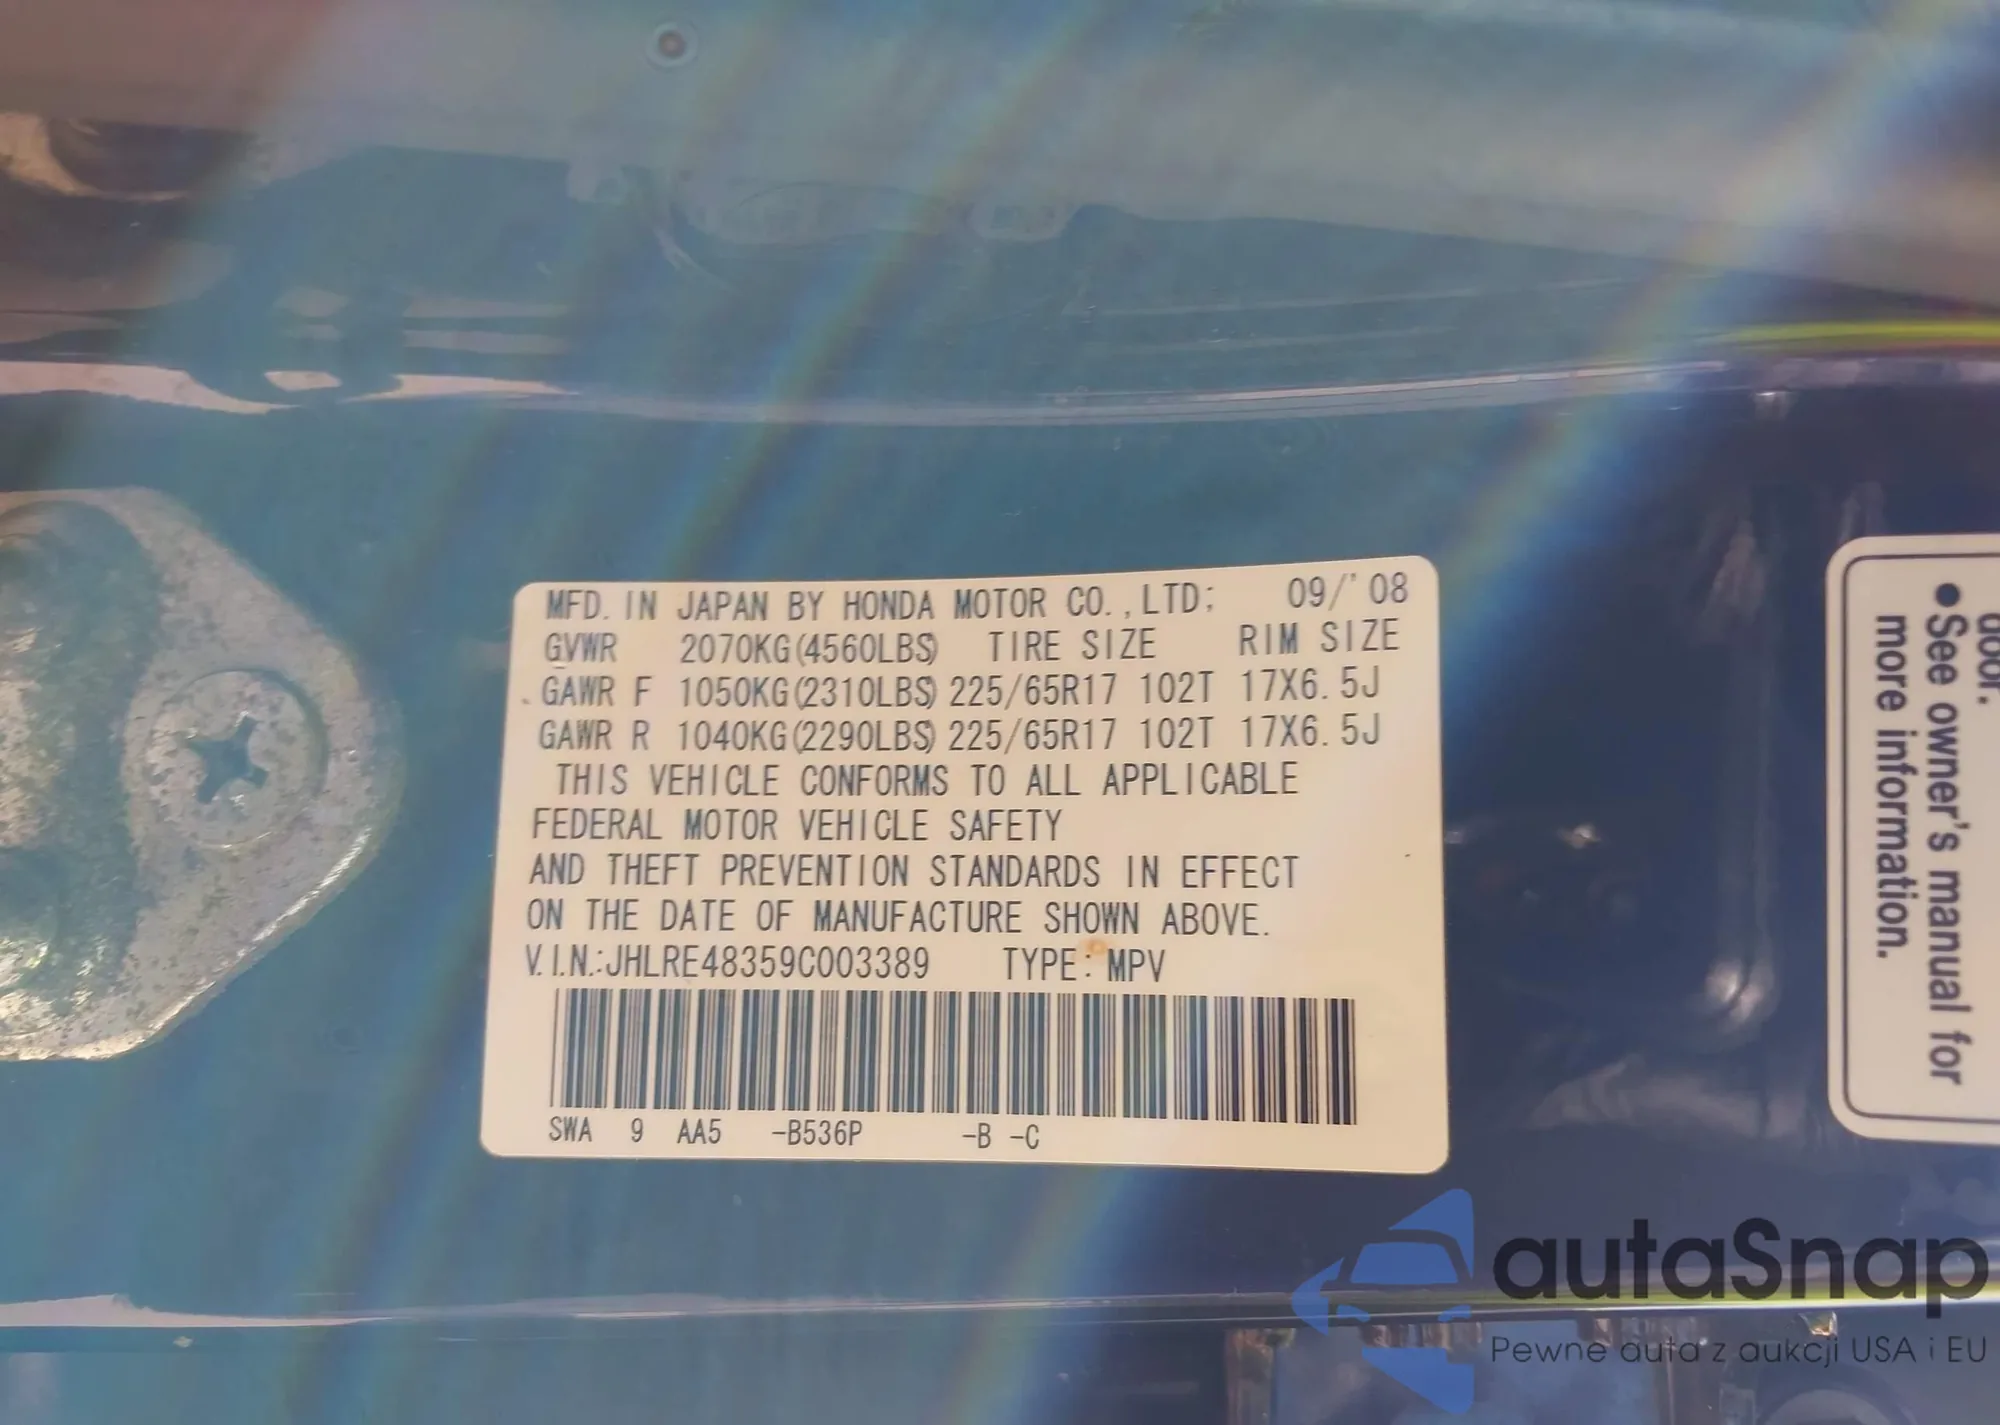 MFD. IN JAPAN BY HONDA MOTOR CO.,LTD; 09/'08
GVWR 2070KG(4560LBS) TIRE SIZE RIM SIZE
GAWR F 1050KG(2310LBS) 225/65R17 102T 17X6.5J
GAWR R 1040KG(2290LBS) 225/65R17 102T 17X6.5J
THIS VEHICLE CONFORMS TO ALL APPLICABLE
FEDERAL MOTOR VEHICLE SAFETY
AND THEFT PREVENTION STANDARDS IN EFFECT
ON THE DATE OF MANUFACTURE SHOWN ABOVE.
V.I.N.:JHLRE48359C003389 TYPE: MPV
SWA 9 AA5 -B536P -B -C
door.
•See owner's manual for
more information.
autaSnap
Pewne auta z aukcji USA i EU